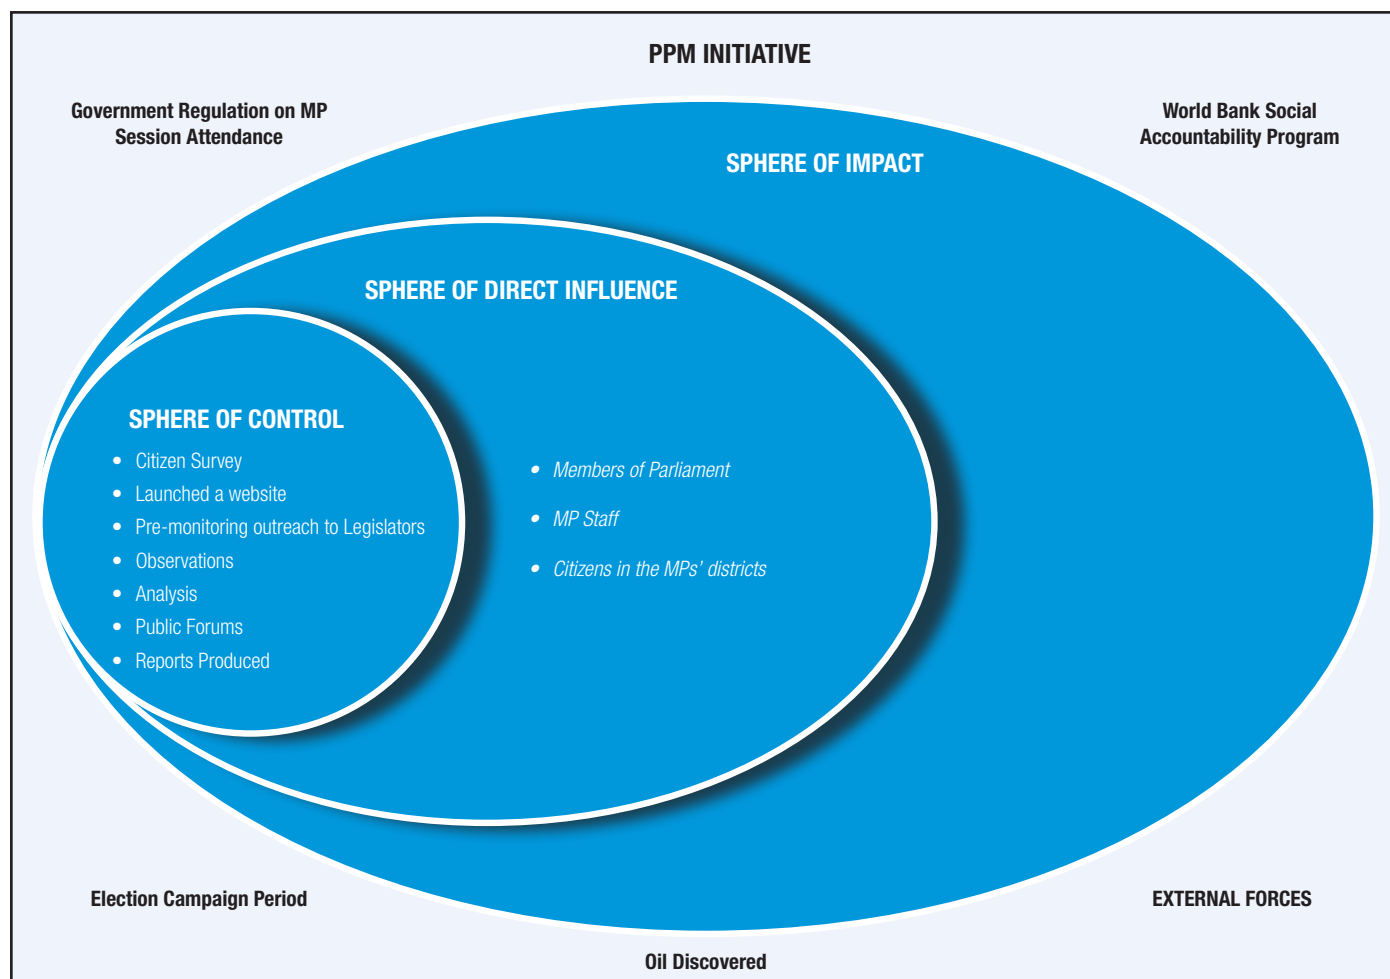 PPM INITIATIVE
Government Regulation on MP
Session Attendance
World Bank Social
Accountability Program
SPHERE OF IMPACT
SPHERE OF DIRECT INFLUENCE
SPHERE OF CONTROL
• Citizen Survey
• Launched a website
• Pre-monitoring outreach to Legislators
• Observations
• Analysis
• Public Forums
• Reports Produced
• Members of Parliament
• MP Staff
• Citizens in the MPs’ districts
Election Campaign Period
EXTERNAL FORCES
Oil Discovered